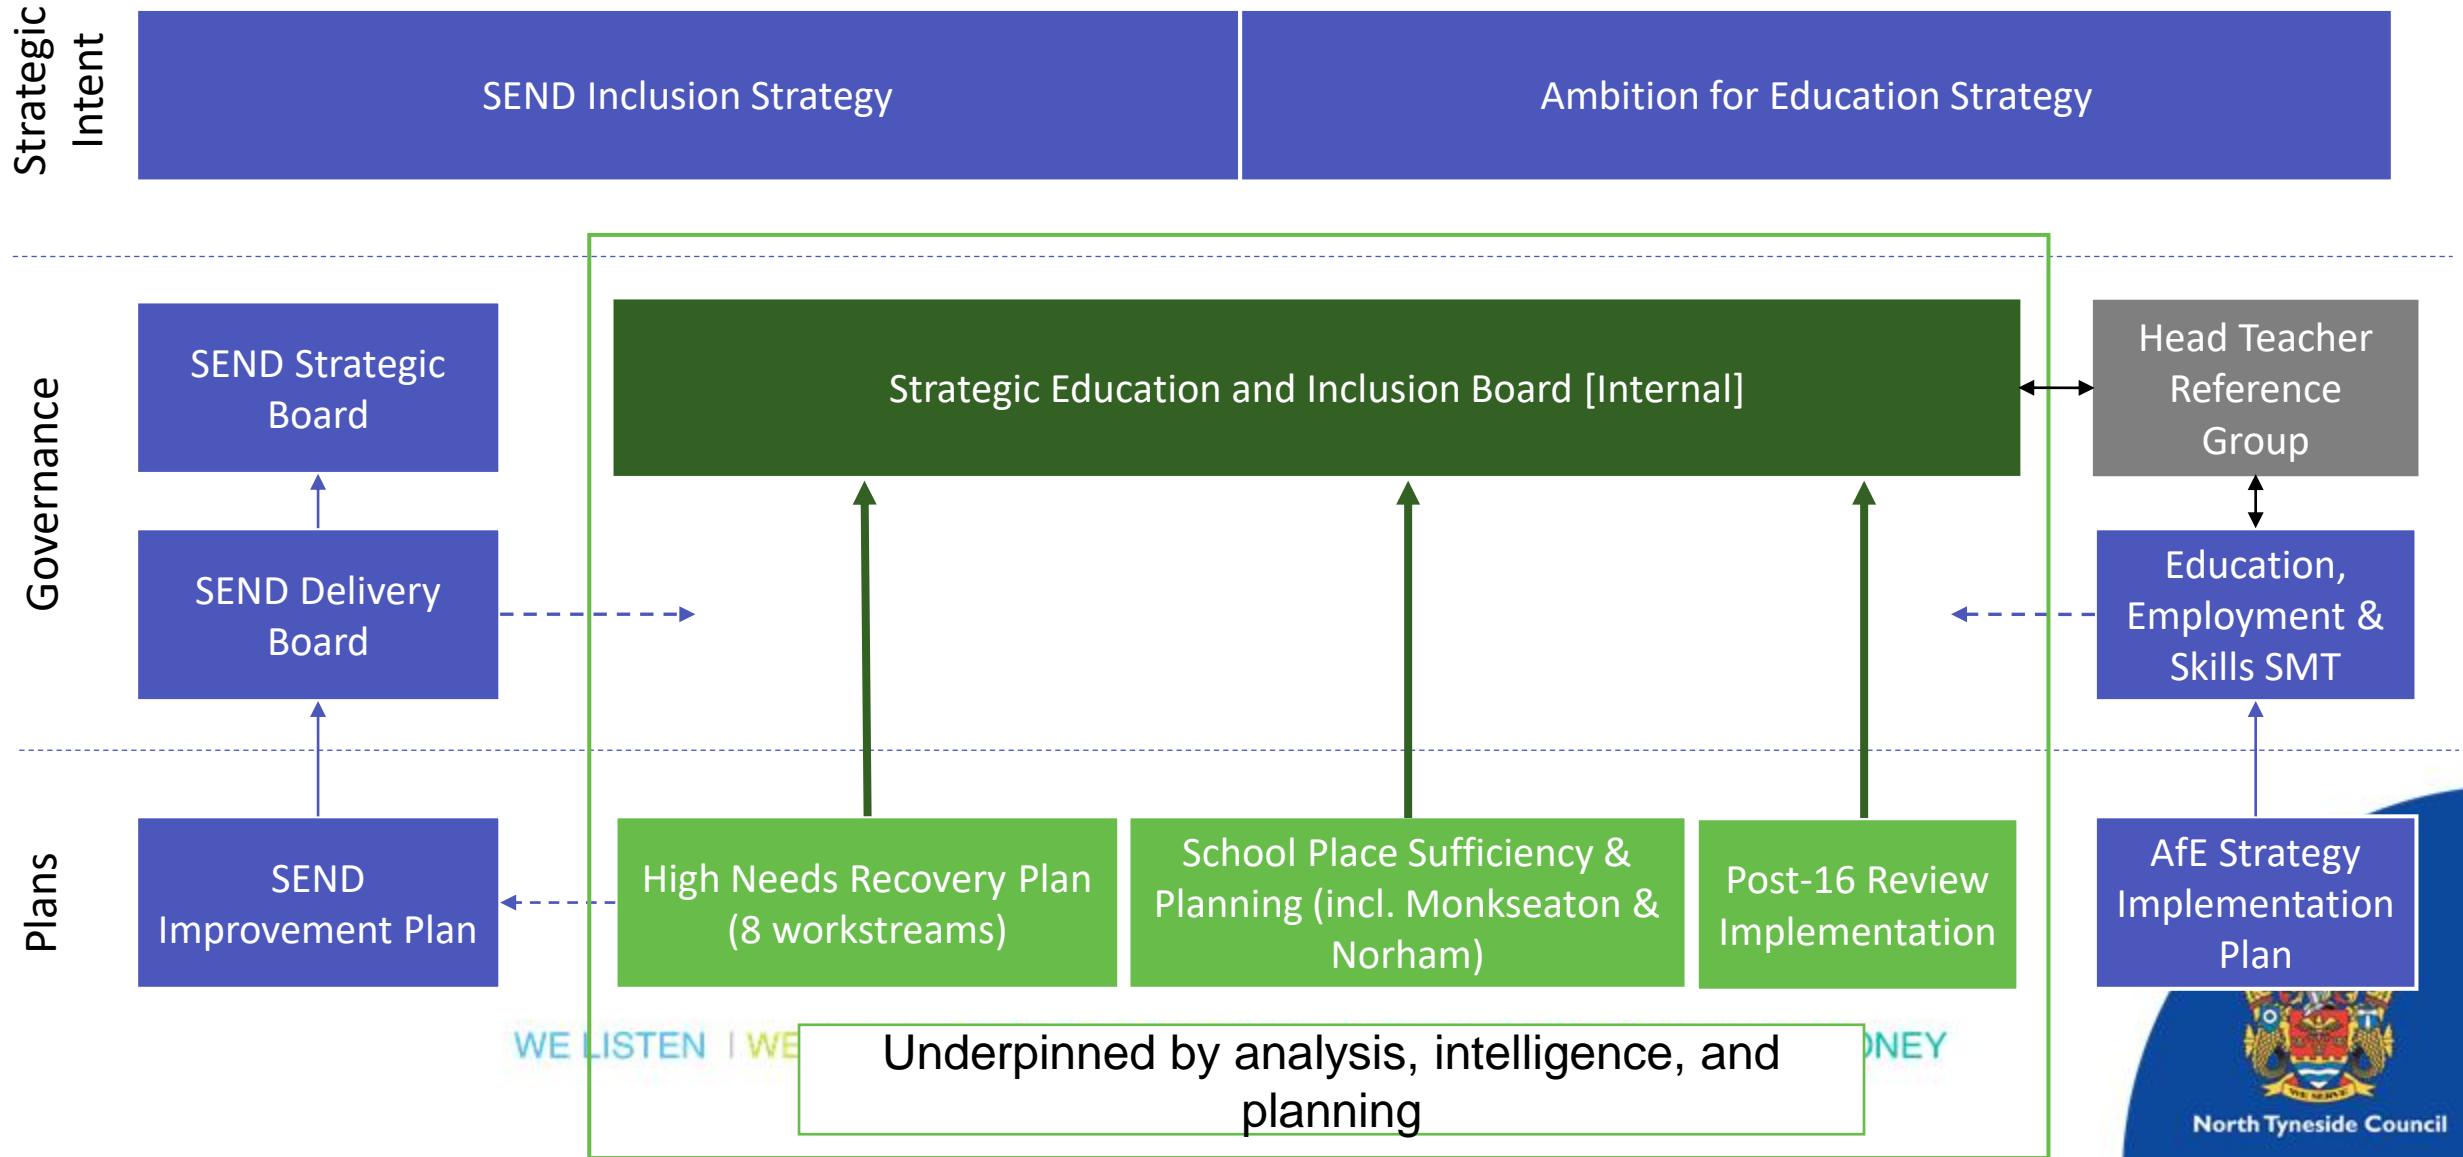 Strategic
Intent
SEND Inclusion Strategy
Ambition for Education Strategy
Governance
SEND Strategic
Board
Strategic Education and Inclusion Board [Internal]
Head Teacher
Reference
Group
SEND Delivery
Board
Education,
Employment &
Skills SMT
Plans
SEND
Improvement Plan
High Needs Recovery Plan
(8 workstreams)
School Place Sufficiency &
Planning (incl. Monkseaton &
Norham)
Post-16 Review
Implementation
AfE Strategy
Implementation
Plan
WE LISTEN | WE
Underpinned by analysis, intelligence, and
planning
WE SERVE
North Tyneside Council